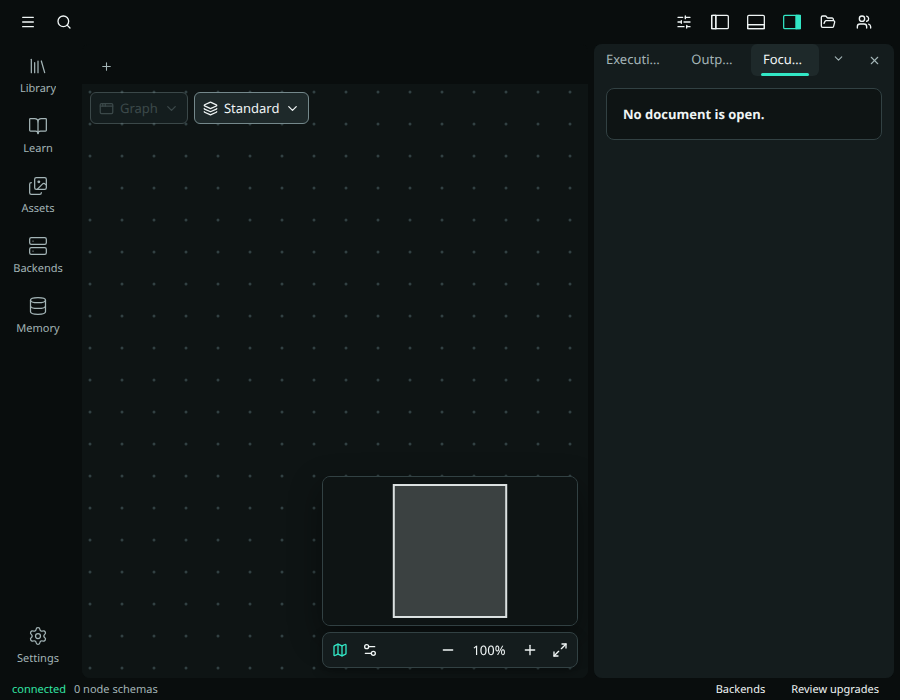 Executi...
Outp...
Focu...
Library
Learn
Assets
Backends
Memory
Settings
Graph
Standard
No document is open.
100%
connected
0 node schemas
Backends
Review upgrades